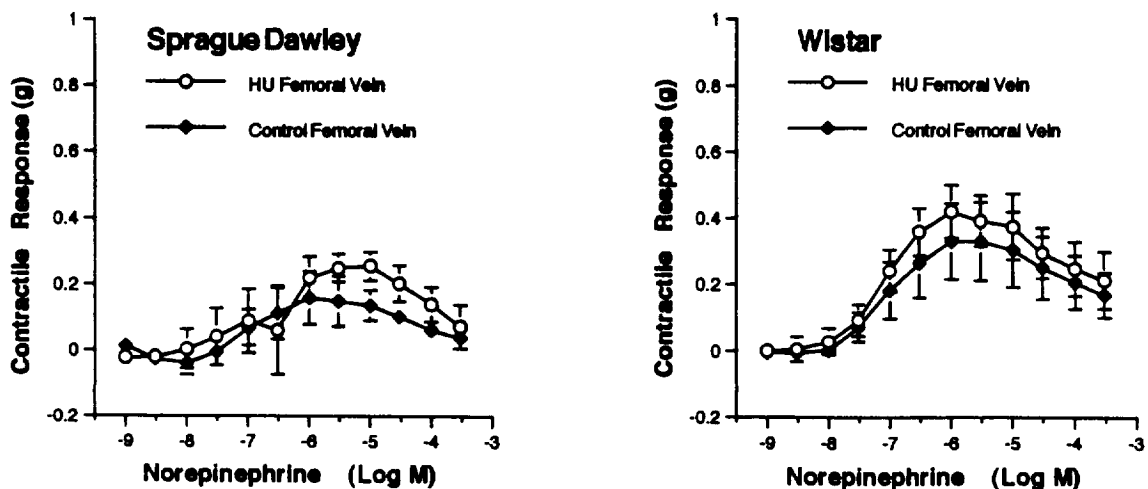 Sprague Dawley
HU Femoral Vein
Control Femoral Vein
Contractile Response (g)
1
0.8
0.6
0.4
0.2
0
-0.2
-9 -8 -7 -6 -5 -4 -3
Norepinephrine (Log M)
Wistar
HU Femoral Vein
Control Femoral Vein
Contractile Response (g)
1
0.8
0.6
0.4
0.2
0
-0.2
-9 -8 -7 -6 -5 -4 -3
Norepinephrine (Log M)